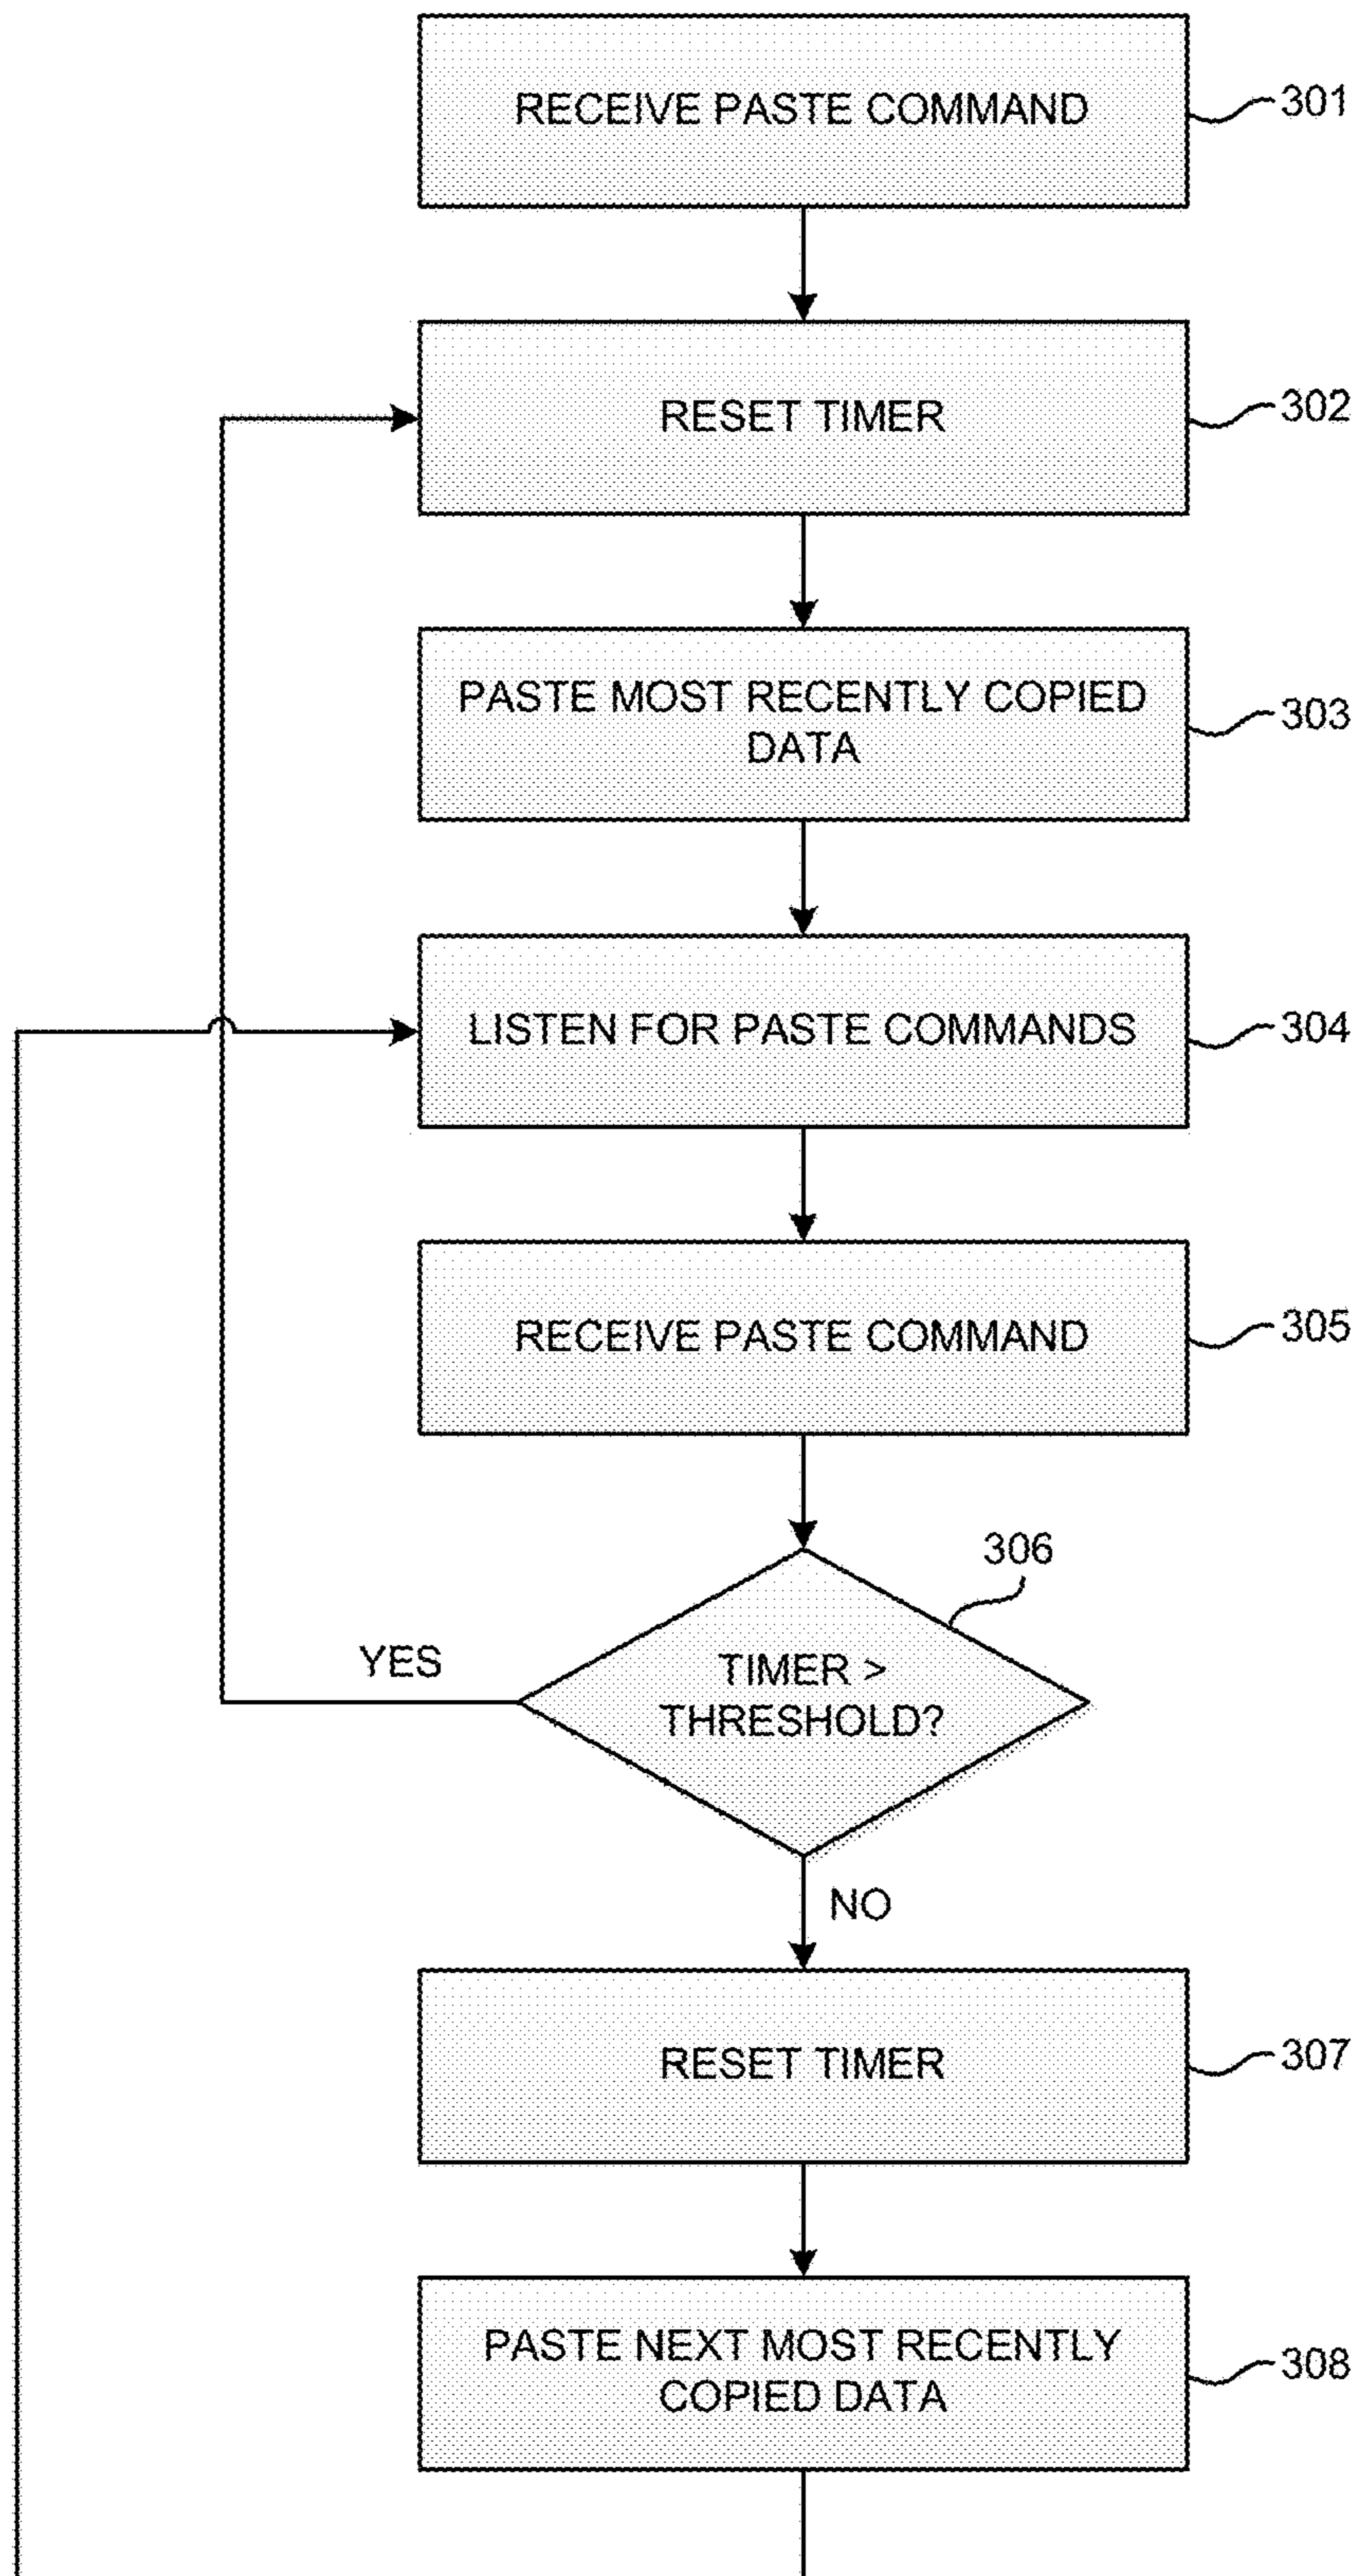 RECEIVE PASTE COMMAND
301
RESET TIMER
302
PASTE MOST RECENTLY COPIED
DATA
303
LISTEN FOR PASTE COMMANDS
304
RECEIVE PASTE COMMAND
305
306
YES
TIMER >
THRESHOLD?
NO
RESET TIMER
307
PASTE NEXT MOST RECENTLY
COPIED DATA
308